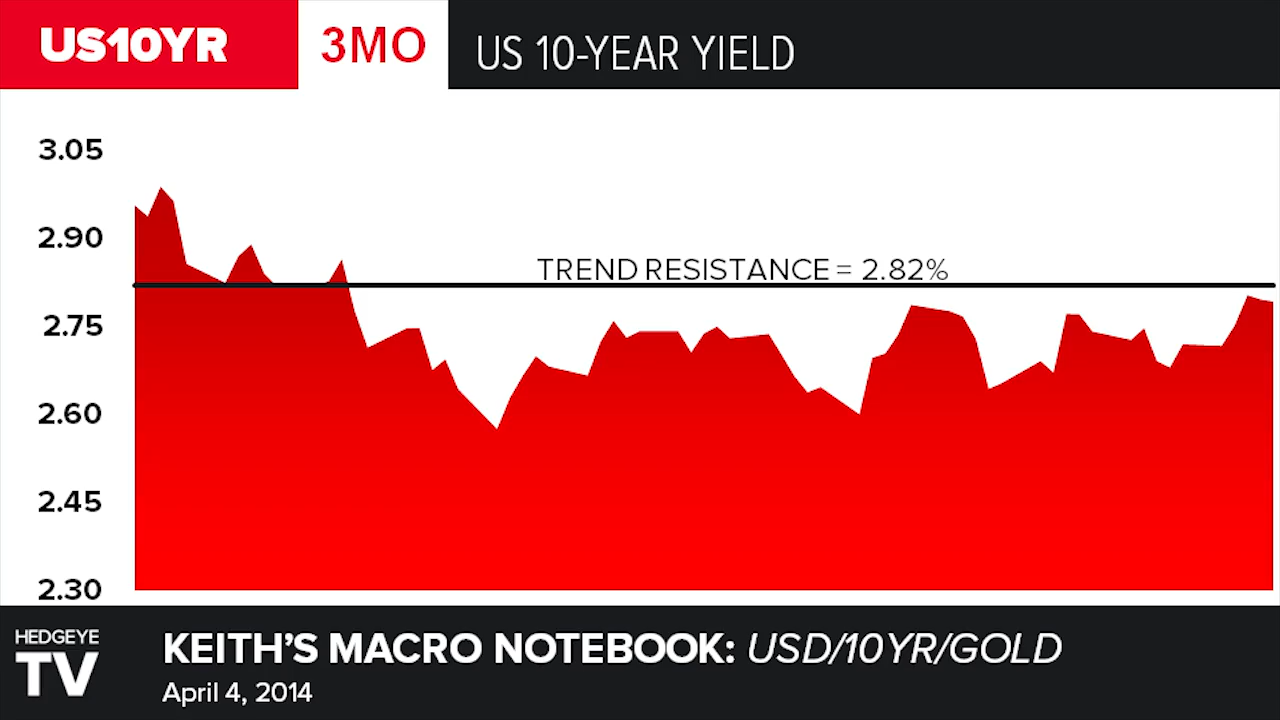 US10YR
3MO
US 10-YEAR YIELD
3.05
2.90
TREND RESISTANCE = 2.82%
2.75
2.60
2.45
2.30
HEDGEYE
TV
KEITH'S MACRO NOTEBOOK: USD/10YR/GOLD
April 4, 2014